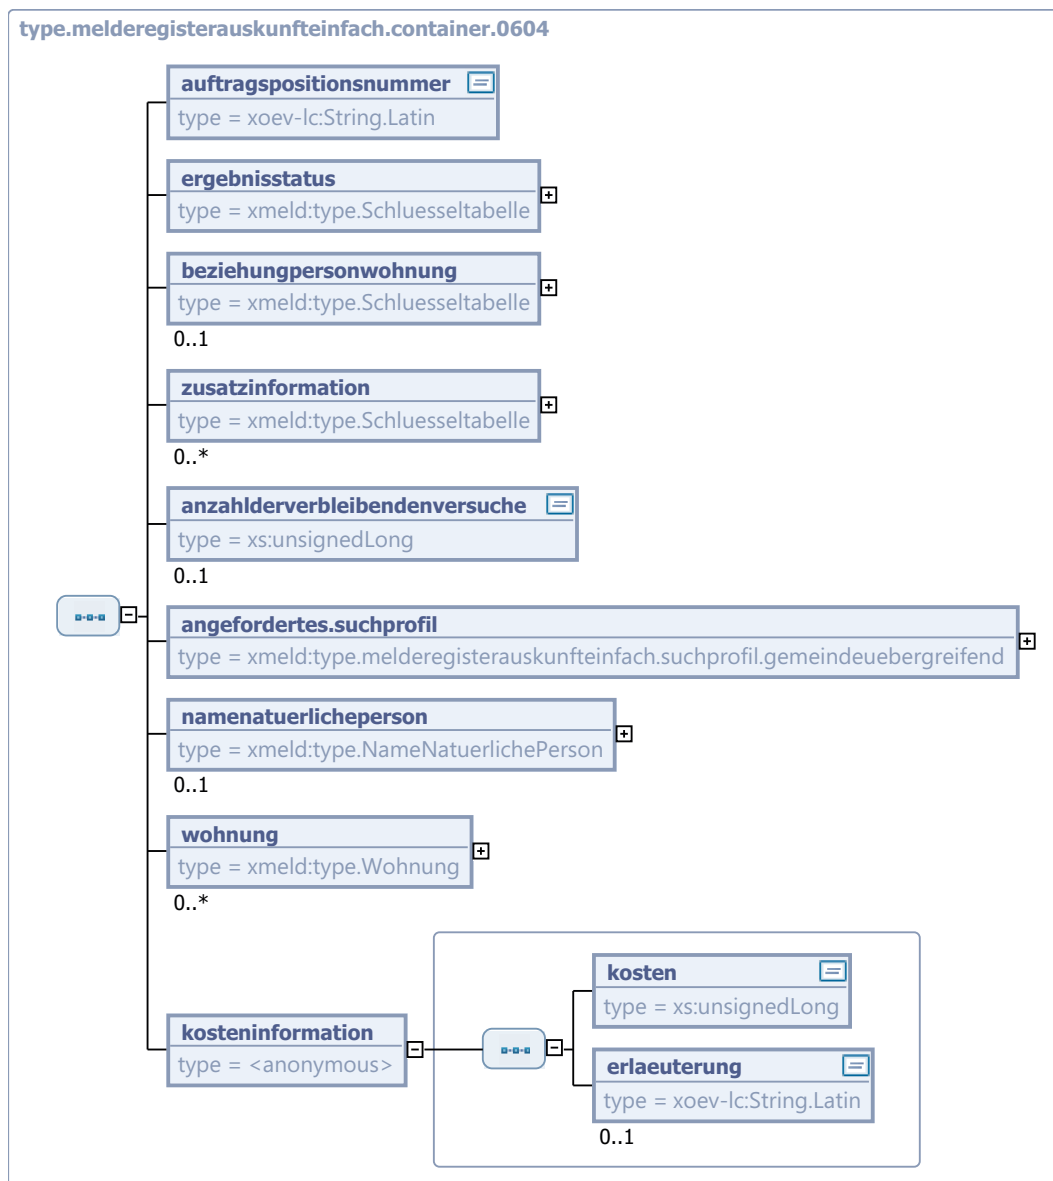 type.melderegisterauskunfteinfach.container.0604
auftragspositionsnummer
type = xoev-lc:String.Latin
ergebnisstatus
type = xmeld:type.Schluesseltabelle
beziehungpersonwohnung
type = xmeld:type.Schluesseltabelle
0..1
zusatzinformation
type = xmeld:type.Schluesseltabelle
0..*
anzahlderverbleibendenversuche
type = xs:unsignedLong
0..1
angefordertes.suchprofil
type = xmeld:type.melderegisterauskunfteinfach.suchprofil.gemeindeuebergreifend
namenatuerlicheperson
type = xmeld:type.NameNatuerlichePerson
0..1
wohnung
type = xmeld:type.Wohnung
0..*
kosteninformation
type = <anonymous>
kosten
type = xs:unsignedLong
erlaeuterung
type = xoev-lc:String.Latin
0..1